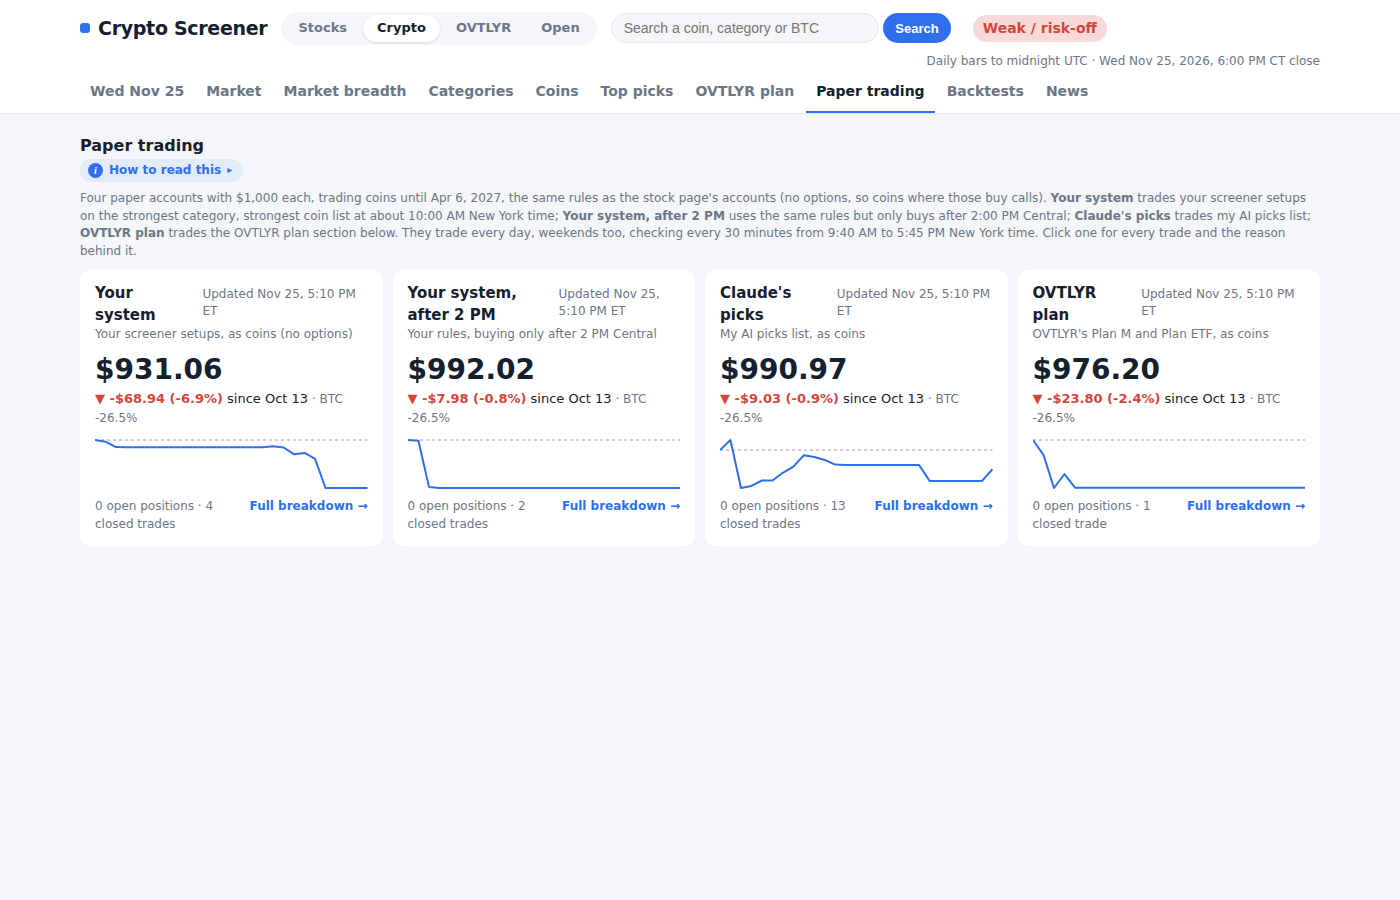 Crypto Screener
Stocks
Crypto
OVTLYR
Open
Search a coin, category or BTC
Search
Weak / risk-off
Daily bars to midnight UTC · Wed Nov 25, 2026, 6:00 PM CT close
Wed Nov 25
Market
Market breadth
Categories
Coins
Top picks
OVTLYR plan
Paper trading
Backtests
News
Paper trading
i How to read this ▸
Four paper accounts with $1,000 each, trading coins until Apr 6, 2027, the same rules as the stock page's accounts (no options, so coins where those buy calls). Your system trades your screener setups
on the strongest category, strongest coin list at about 10:00 AM New York time; Your system, after 2 PM uses the same rules but only buys after 2:00 PM Central; Claude's picks trades my AI picks list;
OVTLYR plan trades the OVTLYR plan section below. They trade every day, weekends too, checking every 30 minutes from 9:40 AM to 5:45 PM New York time. Click one for every trade and the reason
behind it.
Your
system
Updated Nov 25, 5:10 PM
ET
Your screener setups, as coins (no options)
$931.06
▼ -$68.94 (-6.9%) since Oct 13 · BTC
-26.5%
0 open positions · 4
closed trades
Full breakdown →
Your system,
after 2 PM
Updated Nov 25,
5:10 PM ET
Your rules, buying only after 2 PM Central
$992.02
▼ -$7.98 (-0.8%) since Oct 13 · BTC
-26.5%
0 open positions · 2
closed trades
Full breakdown →
Claude's
picks
Updated Nov 25, 5:10 PM
ET
My AI picks list, as coins
$990.97
▼ -$9.03 (-0.9%) since Oct 13 · BTC
-26.5%
0 open positions · 13
closed trades
Full breakdown →
OVTLYR
plan
Updated Nov 25, 5:10 PM
ET
OVTLYR's Plan M and Plan ETF, as coins
$976.20
▼ -$23.80 (-2.4%) since Oct 13 · BTC
-26.5%
0 open positions · 1
closed trade
Full breakdown →